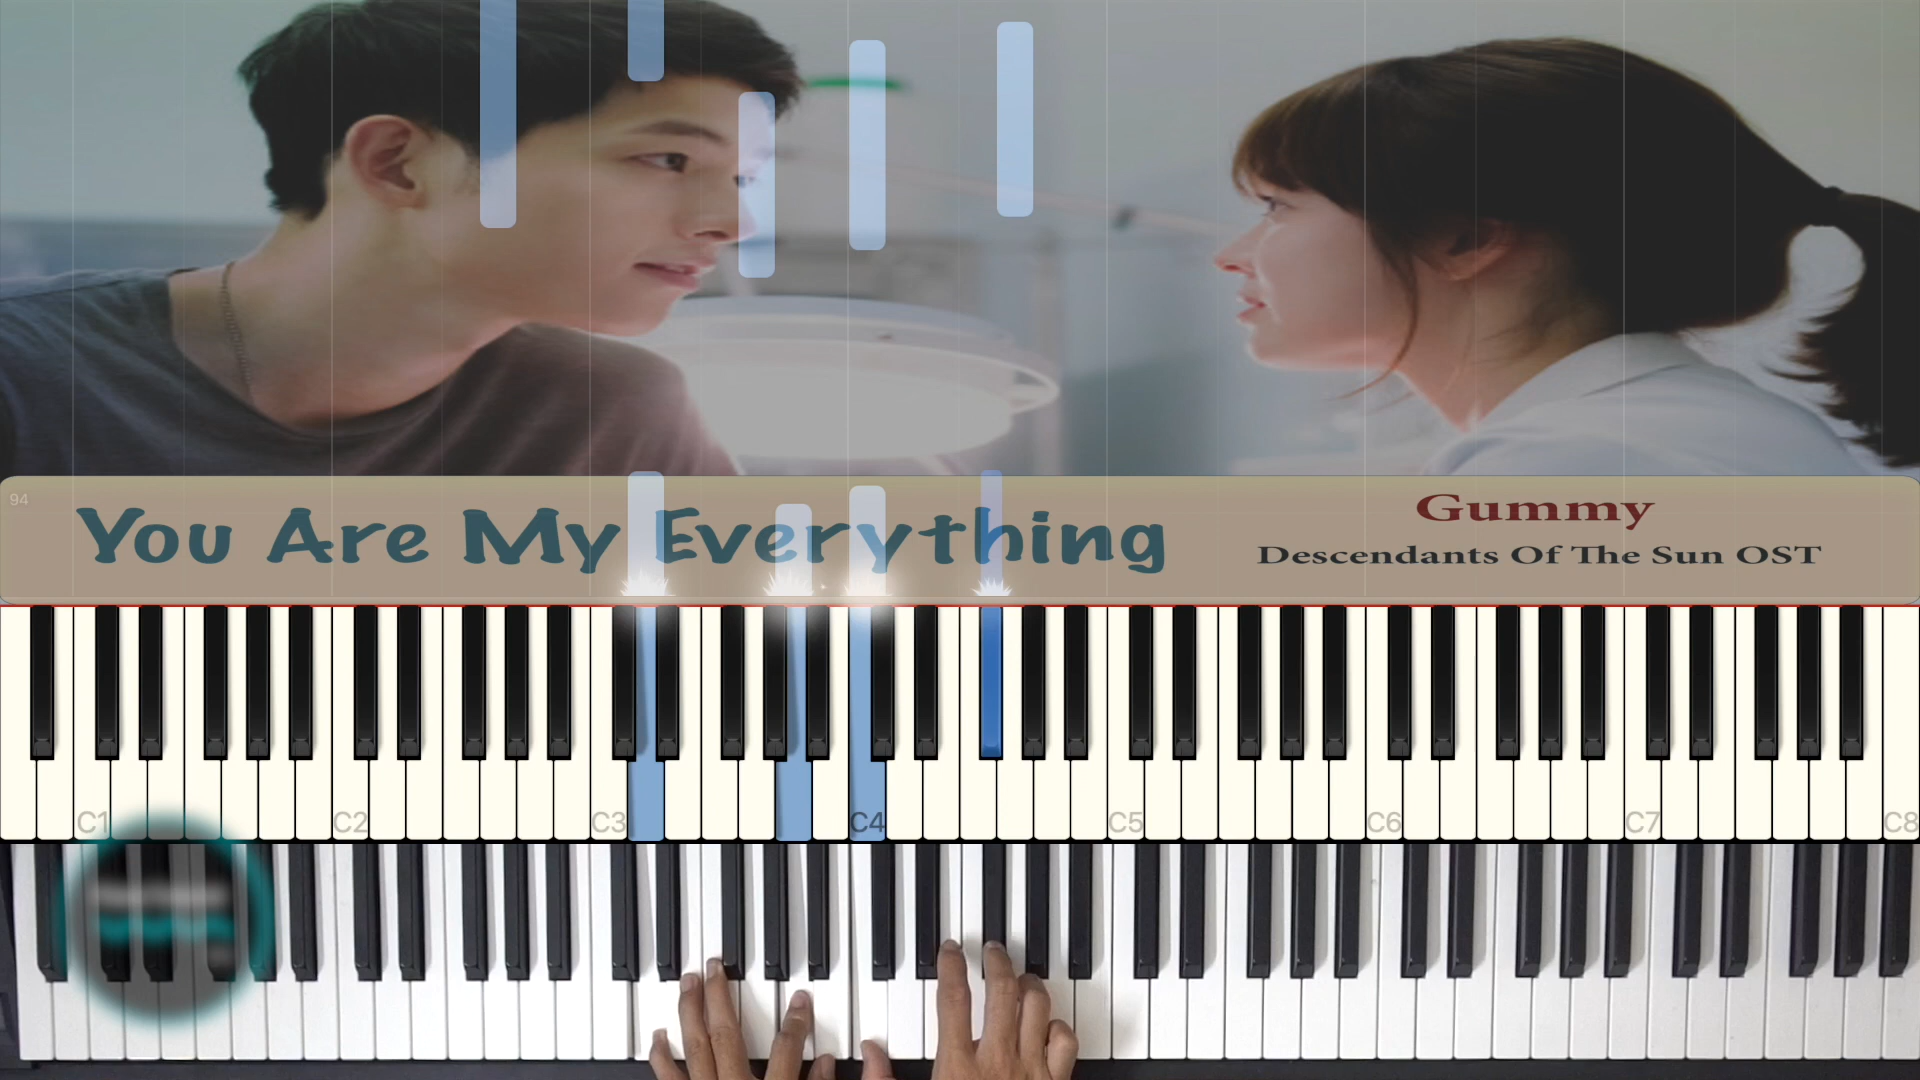 94
You Are My Everything
Gummy
Descendants Of The Sun OST
C1 C2 C3 C4 C5 C6 C7 C8